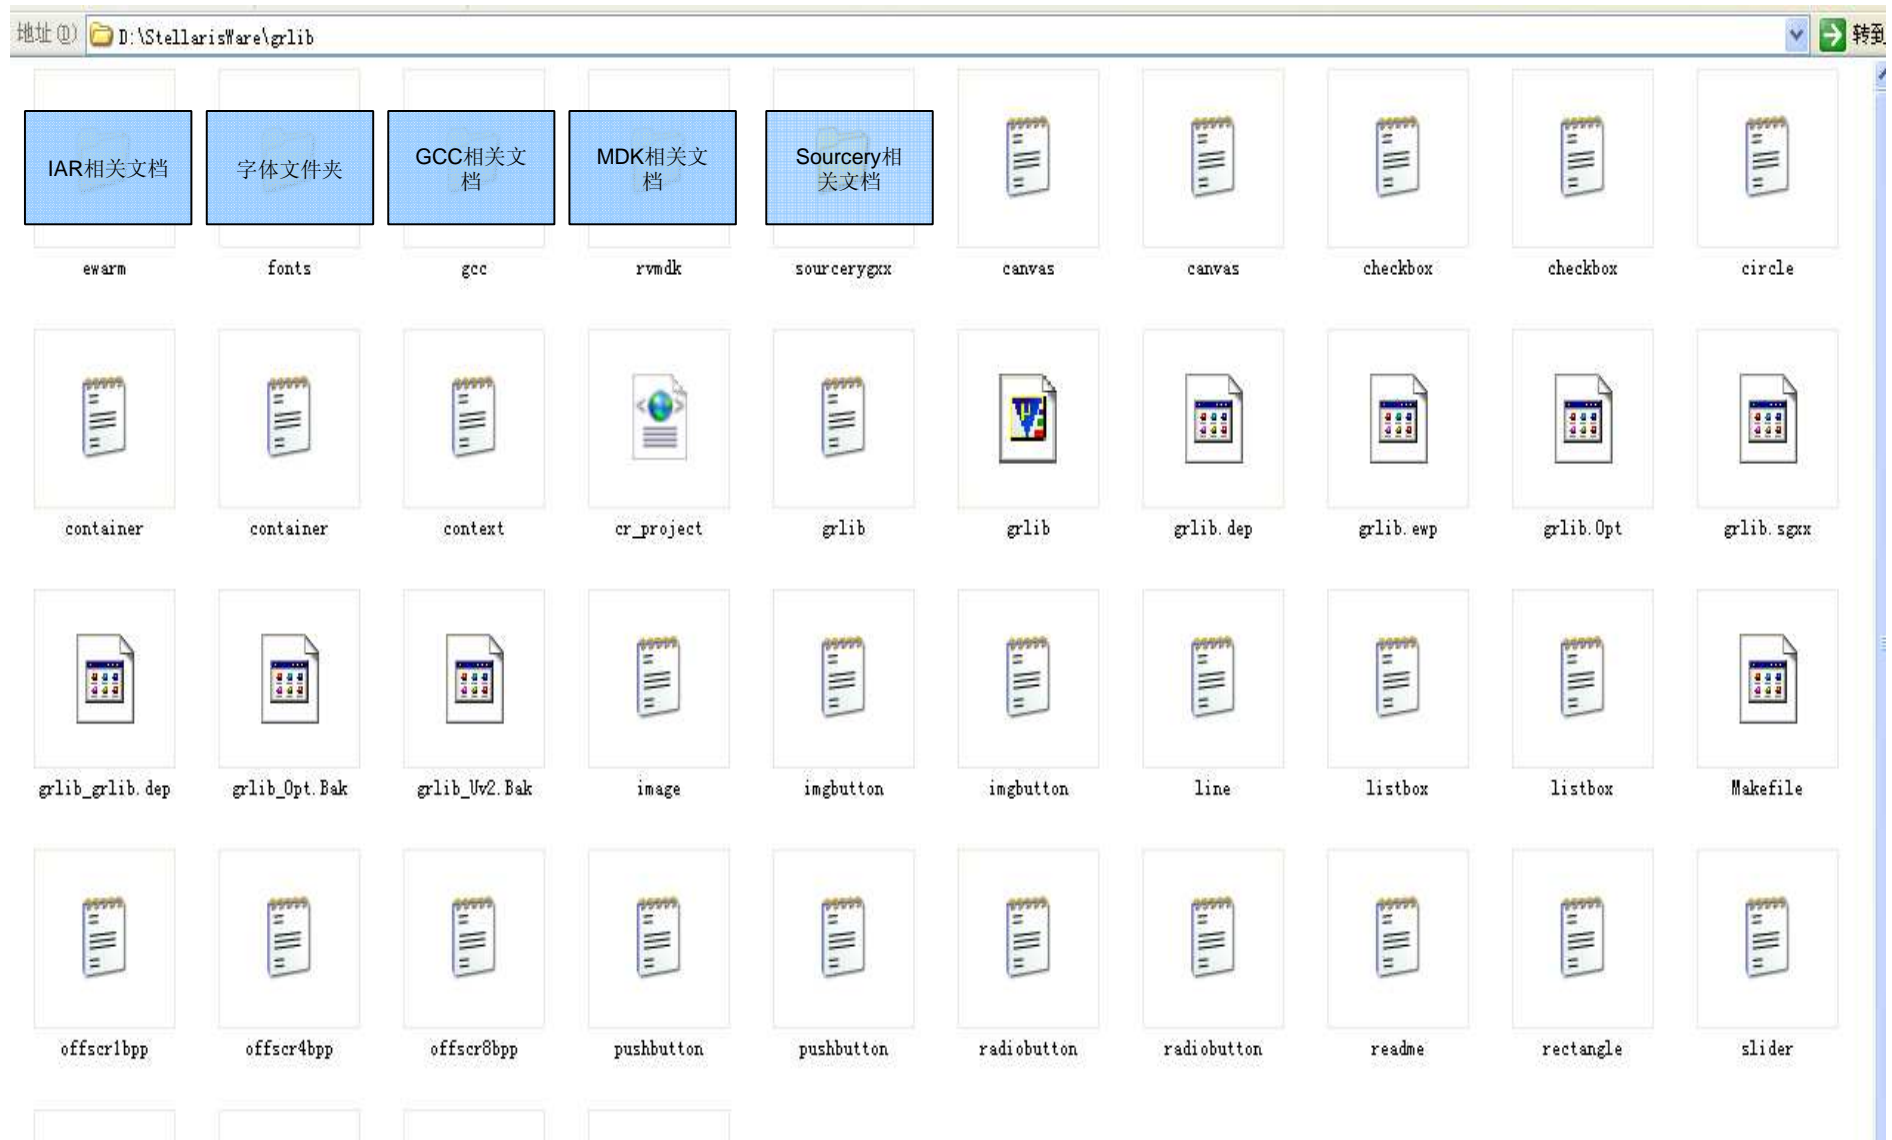 地址(D) D:\StellarisWare\grlib 转到
IAR相关文档
字体文件夹
GCC相关文
档
MDK相关文
档
Sourcery相
关文档
ewarm fonts gcc rvmdk sourcerygxx canvas canvas checkbox checkbox circle
container container context cr_project grlib grlib grlib.dep grlib.ewp grlib.Opt grlib.sgxx
grlib_grlib.dep grlib_Opt.Bak grlib_Uv2.Bak image imgbutton imgbutton line listbox listbox Makefile
offscr1bpp offscr4bpp offscr8bpp pushbutton pushbutton radiobutton radiobutton readme rectangle slider